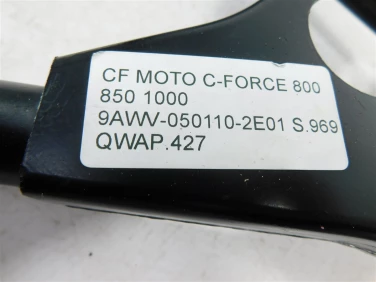 CF MOTO C-FORCE 800
850 1000
9AWV-050110-2E01 S.969
QWAP.427